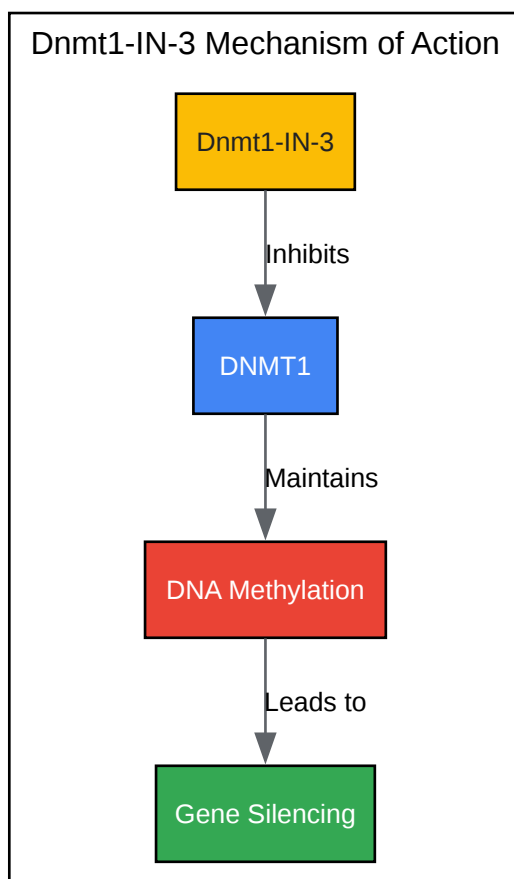 Dnmt1-IN-3 Mechanism of Action
Dnmt1-IN-3
Inhibits
DNMT1
Maintains
DNA Methylation
Leads to
Gene Silencing